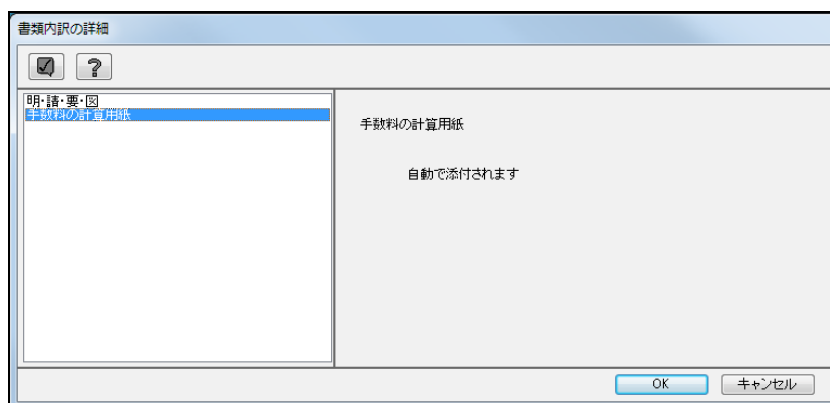 書類内訳の詳細
?
明・請・要・図
手数料の計算用紙
手数料の計算用紙
自動で添付されます
OK
キャンセル